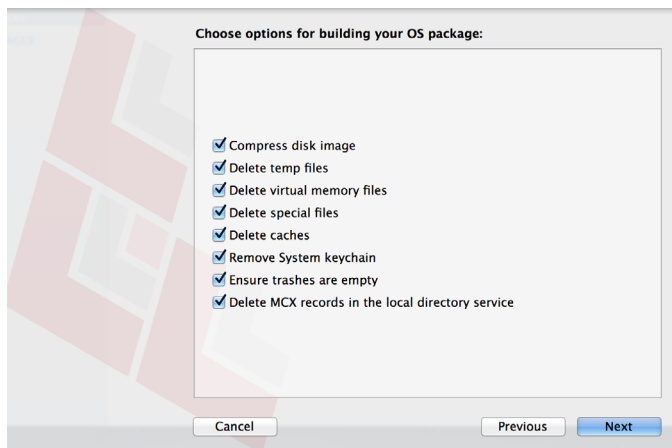 Choose options for building your OS package:
Compress disk image
Delete temp files
Delete virtual memory files
Delete special files
Delete caches
Remove System keychain
Ensure trashes are empty
Delete MCX records in the local directory service
Cancel
Previous
Next